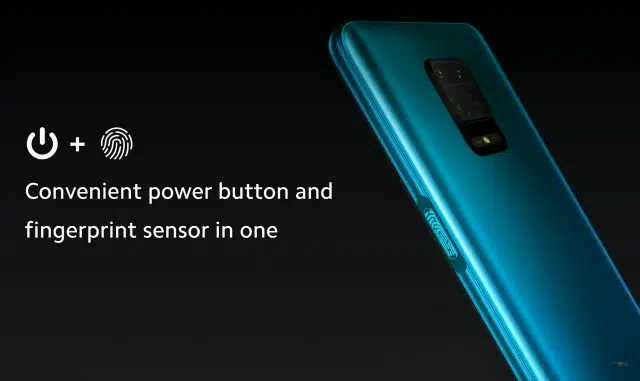 Convenient power button and
fingerprint sensor in one